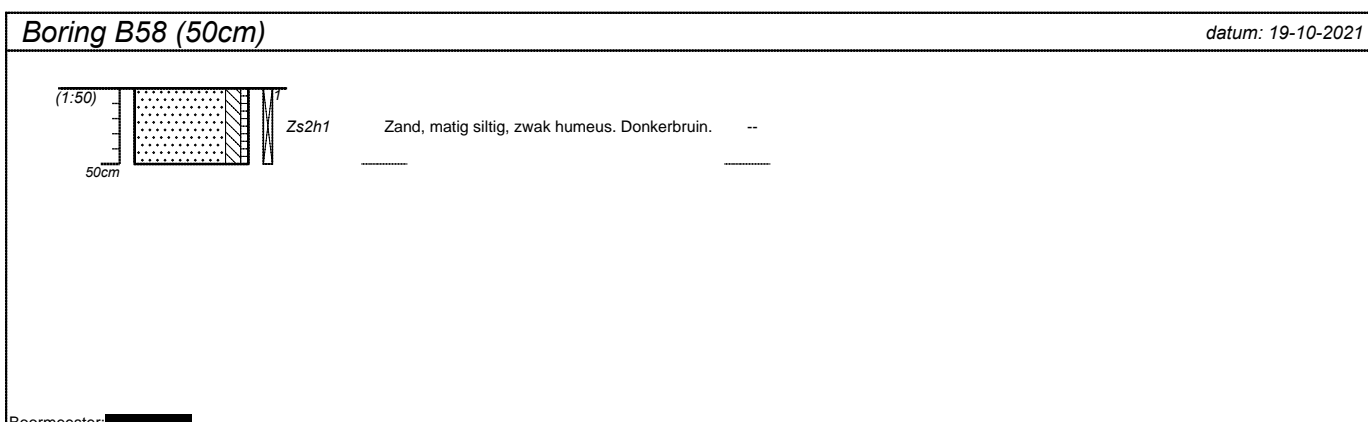 Boring B58 (50cm) datum: 19-10-2021
(1:50) 1
Zs2h1 Zand, matig siltig, zwak humeus. Donkerbruin. --
50cm
Boormeester: